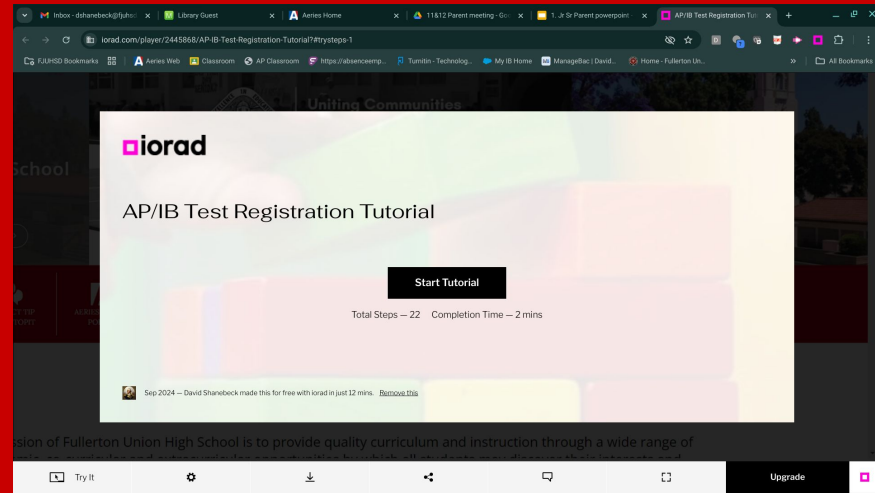 Inbox - dshanebeck@fjuhsd
Library Guest
Aeries Home
11&12 Parent meeting - Goo
1. Jr Sr Parent powerpoint
AP/IB Test Registration Tuto
iorad.com/player/2445868/AP-IB-Test-Registration-Tutorial?#trysteps-1
FJUHSD Bookmarks
Aeries Web
Classroom
AP Classroom
https://absenceemp...
Turnitin - Technolog...
My IB Home
ManageBac | David...
Home - Fullerton Un...
All Bookmarks
Uniting Communities
School
iorad
AP/IB Test Registration Tutorial
Start Tutorial
Total Steps — 22 Completion Time — 2 mins
Sep 2024 — David Shanebeck made this for free with iorad in just 12 mins. Remove this
ssion of Fullerton Union High School is to provide quality curriculum and instruction through a wide range of
Try It
Upgrade